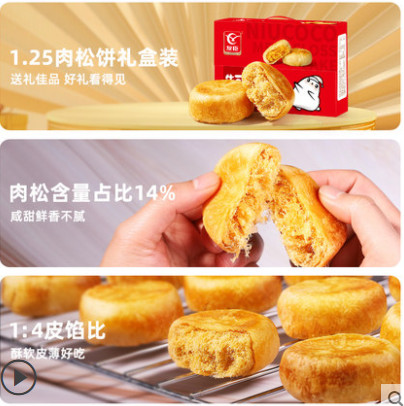 NIUCOCO
1.25肉松饼礼盒装
送礼佳品 好礼看得见
肉松含量占比14%
咸甜鲜香不腻
1:4皮馅比
酥软皮薄好吃